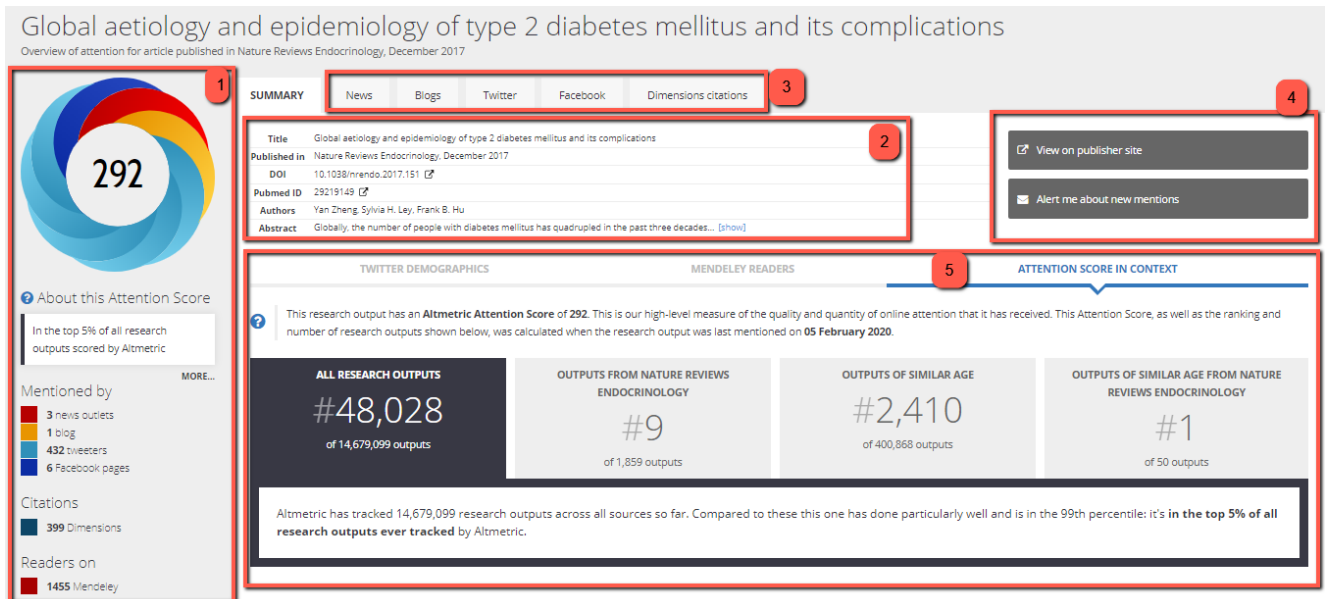 Global aetiology and epidemiology of type 2 diabetes mellitus and its complications
Overview of attention for article published in Nature Reviews Endocrinology, December 2017
1
292
About this Attention Score
In the top 5% of all research
outputs scored by Altmetric
MORE...
Mentioned by
3 news outlets
1 blog
432 tweeters
6 Facebook pages
Citations
399 Dimensions
Readers on
1455 Mendeley
SUMMARY News Blogs Twitter Facebook Dimensions citations
3
2
Title Global aetiology and epidemiology of type 2 diabetes mellitus and its complications
Published in Nature Reviews Endocrinology, December 2017
DOI 10.1038/nrendo.2017.151
Pubmed ID 29219149
Authors Yan Zheng, Sylvia H. Ley, Frank B. Hu
Abstract Globally, the number of people with diabetes mellitus has quadrupled in the past three decades... [show]
4
View on publisher site
Alert me about new mentions
TWITTER DEMOGRAPHICS MENDELEY READERS 5 ATTENTION SCORE IN CONTEXT
? This research output has an Altmetric Attention Score of 292. This is our high-level measure of the quality and quantity of online attention that it has received. This Attention Score, as well as the ranking and
number of research outputs shown below, was calculated when the research output was last mentioned on 05 February 2020.
ALL RESEARCH OUTPUTS
#48,028
of 14,679,099 outputs
OUTPUTS FROM NATURE REVIEWS
ENDOCRINOLOGY
#9
of 1,859 outputs
OUTPUTS OF SIMILAR AGE
#2,410
of 400,868 outputs
OUTPUTS OF SIMILAR AGE FROM NATURE
REVIEWS ENDOCRINOLOGY
#1
of 50 outputs
Altmetric has tracked 14,679,099 research outputs across all sources so far. Compared to these this one has done particularly well and is in the 99th percentile: it's in the top 5% of all
research outputs ever tracked by Altmetric.